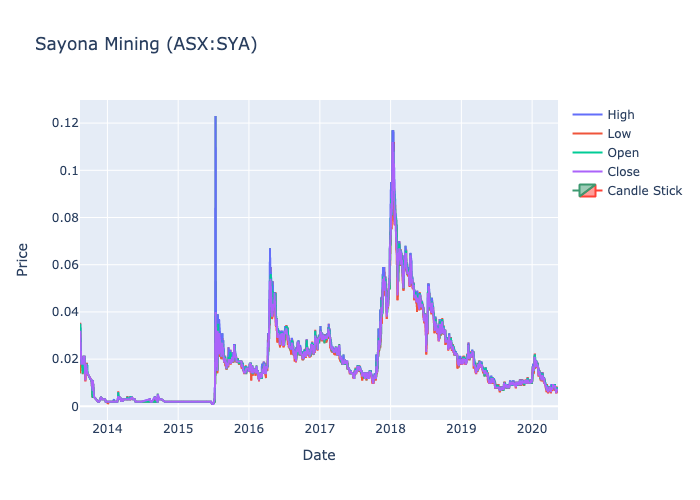 Sayona Mining (ASX:SYA)
High
Low
Open
Close
Candle Stick
0.12
0.1
0.08
0.06
0.04
0.02
0
Price
2014 2015 2016 2017 2018 2019 2020
Date